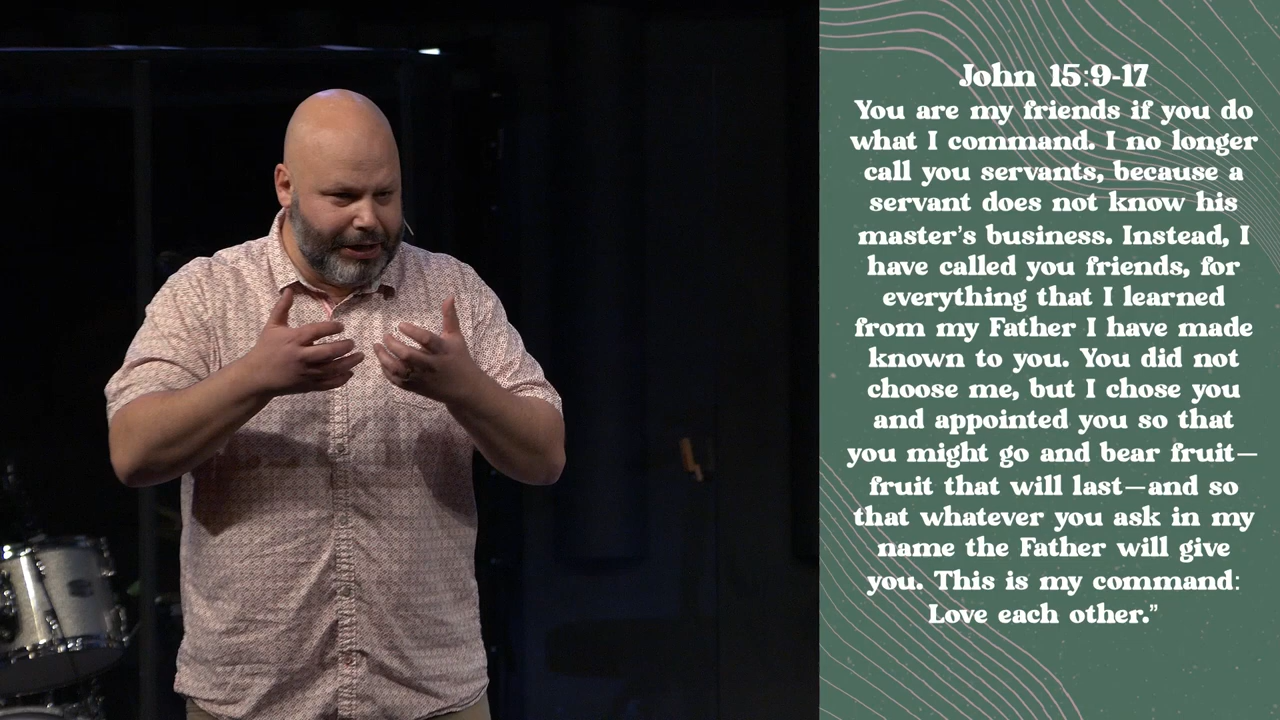 John 15:9-17
You are my friends if you do
what I command. I no longer
call you servants, because a
servant does not know his
master's business. Instead, I
have called you friends, for
everything that I learned
from my Father I have made
known to you. You did not
choose me, but I chose you
and appointed you so that
you might go and bear fruit—
fruit that will last—and so
that whatever you ask in my
name the Father will give
you. This is my command:
Love each other.”